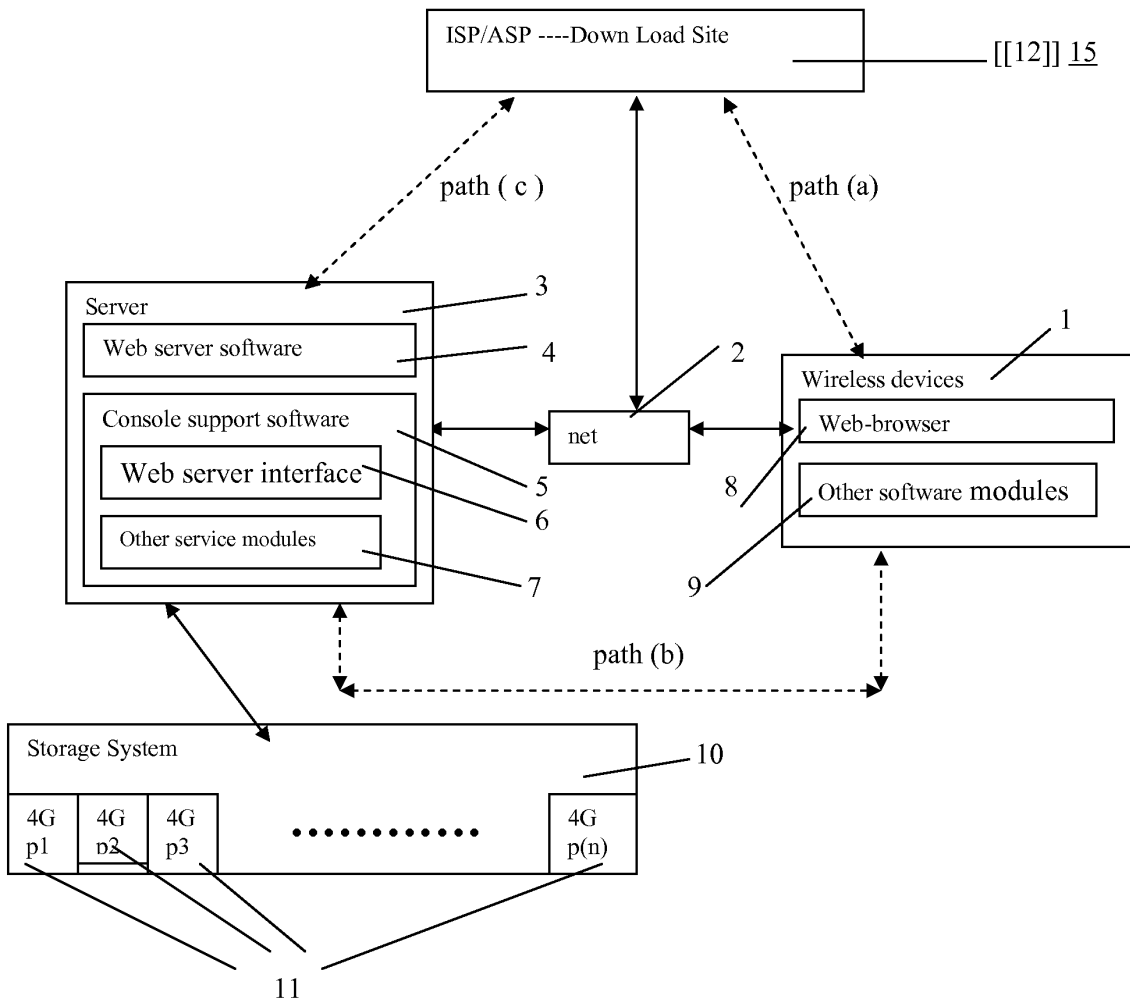 ISP/ASP ----Down Load Site
[[12]] 15
path ( c )
path (a)
Server
3
Web server software
4
Console support software
5
Web server interface
6
Other service modules
7
2
net
1
Wireless devices
Web-browser
8
Other software modules
9
path (b)
Storage System
10
4G
p1
4G
p2
4G
p3
4G
p(n)
11